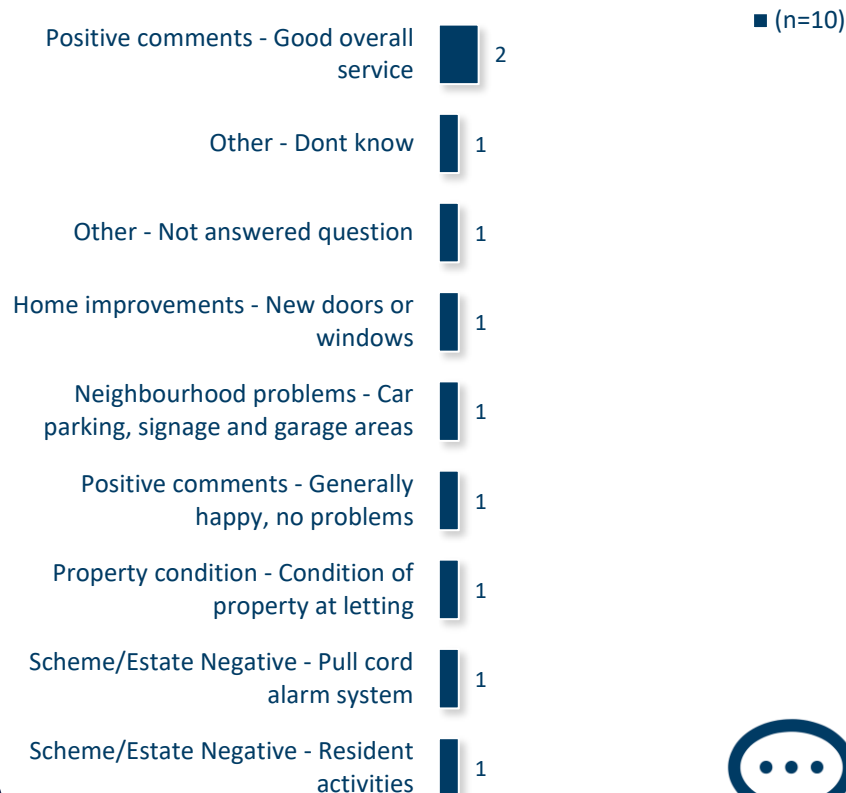 (n=10)
Positive comments - Good overall
service
2
Other - Dont know
1
Other - Not answered question
1
Home improvements - New doors or
windows
1
Neighbourhood problems - Car
parking, signage and garage areas
1
Positive comments - Generally
happy, no problems
1
Property condition - Condition of
property at letting
1
Scheme/Estate Negative - Pull cord
alarm system
1
Scheme/Estate Negative - Resident
activities
1